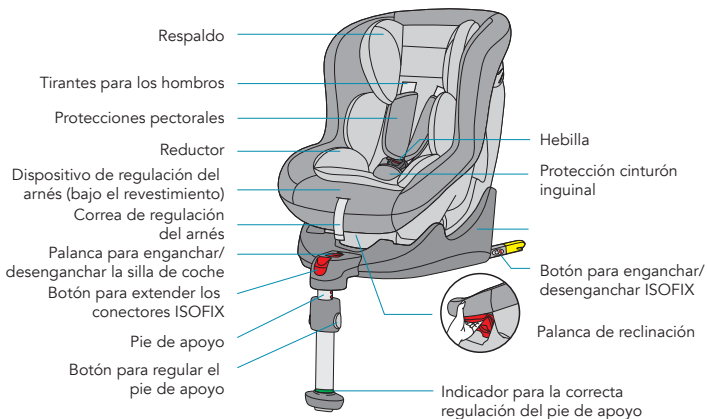 Respaldo
Tirantes para los hombros
Protecciones pectorales
Reductor
Dispositivo de regulación del
arnés (bajo el revestimiento)
Correa de regulación
del arnés
Palanca para enganchar/
desenganchar la silla de coche
Botón para extender los
conectores ISOFIX
Pie de apoyo
Botón para regular el
pie de apoyo
Hebilla
Protección cinturón
inguinal
Botón para enganchar/
desenganchar ISOFIX
Palanca de reclinación
Indicador para la correcta
regulación del pie de apoyo